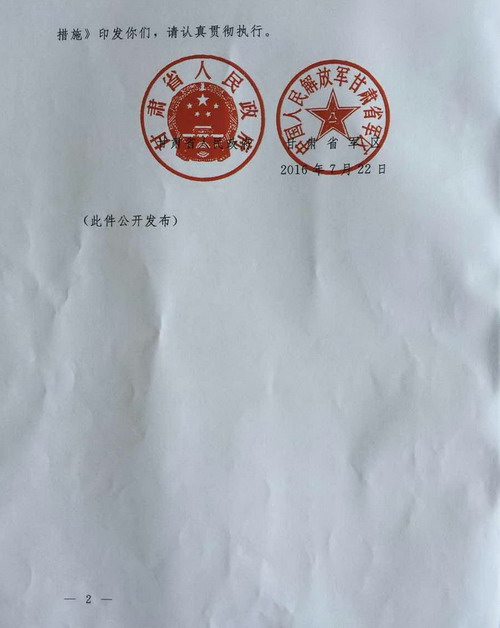 措施》印发你们，请认真贯彻执行。
甘肃省人民政府
中国人民解放军甘肃省军区
八一
甘肃省人民政府 甘肃省军区
2016年7月22日
（此件公开发布）
— 2 —